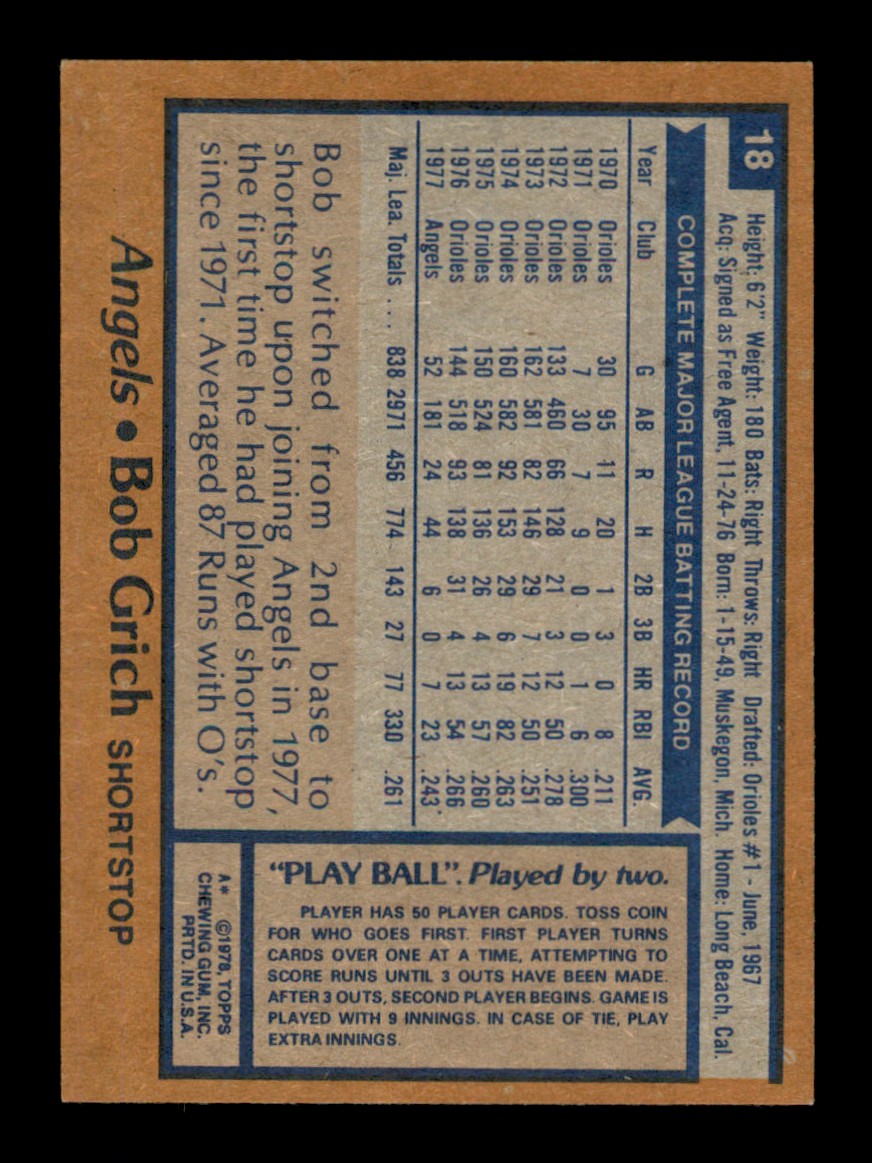 18
Height: 6'2" Weight: 180 Bats: Right Throws: Right Drafted: Orioles #1 - June, 1967
Acq: Signed as Free Agent, 11-24-76 Born: 1-15-49, Muskegon, Mich. Home: Long Beach, Cal.
COMPLETE MAJOR LEAGUE BATTING RECORD
Year Club G AB R H 2B 3B HR RBI AVG.
1970 Orioles 30 95 11 20 1 3 0 8 .211
1971 Orioles 7 30 7 9 0 0 1 6 .300
1972 Orioles 133 460 66 128 21 3 12 50 .278
1973 Orioles 162 581 82 146 29 7 12 50 .251
1974 Orioles 160 582 92 153 29 6 19 82 .263
1975 Orioles 150 524 81 136 26 4 13 57 .260
1976 Orioles 144 518 93 138 31 4 13 54 .266
1977 Angels 52 181 24 44 6 0 7 23 .243
Maj. Lea. Totals ... 838 2971 456 774 143 27 77 330 .261
Bob switched from 2nd base to
shortstop upon joining Angels in 1977,
the first time he had played shortstop
since 1971. Averaged 87 Runs with O's.
"PLAY BALL". Played by two.
PLAYER HAS 50 PLAYER CARDS. TOSS COIN
FOR WHO GOES FIRST. FIRST PLAYER TURNS
CARDS OVER ONE AT A TIME, ATTEMPTING TO
SCORE RUNS UNTIL 3 OUTS HAVE BEEN MADE.
AFTER 3 OUTS, SECOND PLAYER BEGINS. GAME IS
PLAYED WITH 9 INNINGS. IN CASE OF TIE, PLAY
EXTRA INNINGS.
A* ©1978, TOPPS
CHEWING GUM, INC.
PRTD. IN U.S.A.
Angels • Bob Grich SHORTSTOP